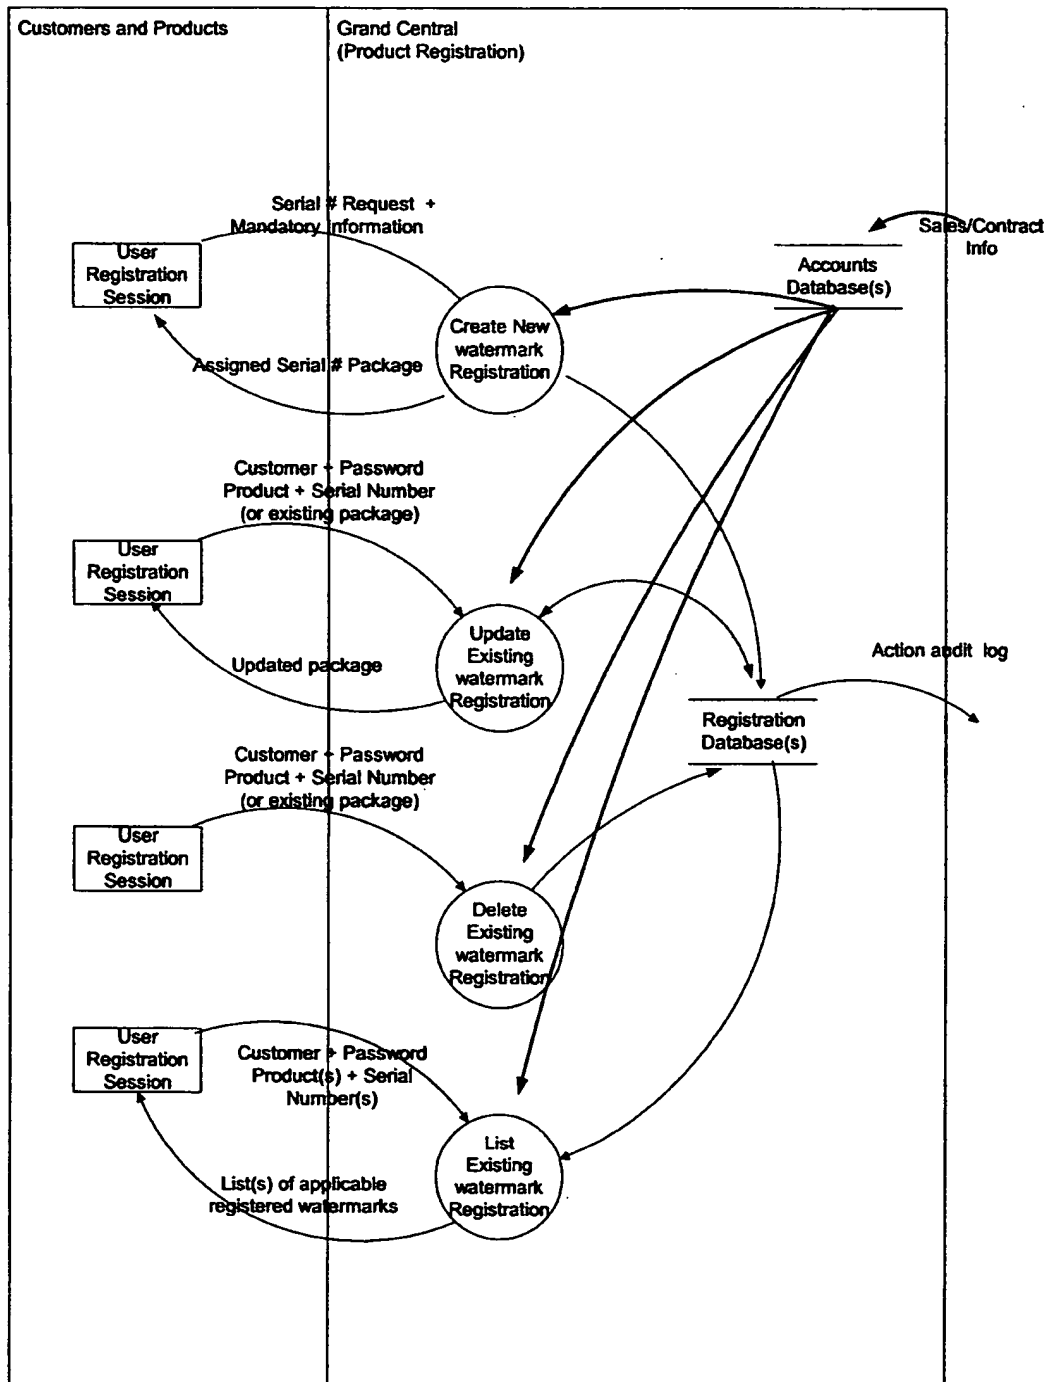 Customers and Products
Grand Central
(Product Registration)
Serial # Request +
Mandatory Information
User
Registration
Session
Sales/Contract
Info
Accounts
Database(s)
Create New
watermark
Registration
Assigned Serial # Package
Customer + Password
Product + Serial Number
(or existing package)
User
Registration
Session
Update
Existing
watermark
Registration
Updated package
Action audit log
Registration
Database(s)
Customer + Password
Product + Serial Number
(or existing package)
User
Registration
Session
Delete
Existing
watermark
Registration
User
Registration
Session
Customer + Password
Product(s) + Serial
Number(s)
List
Existing
watermark
Registration
List(s) of applicable
registered watermarks